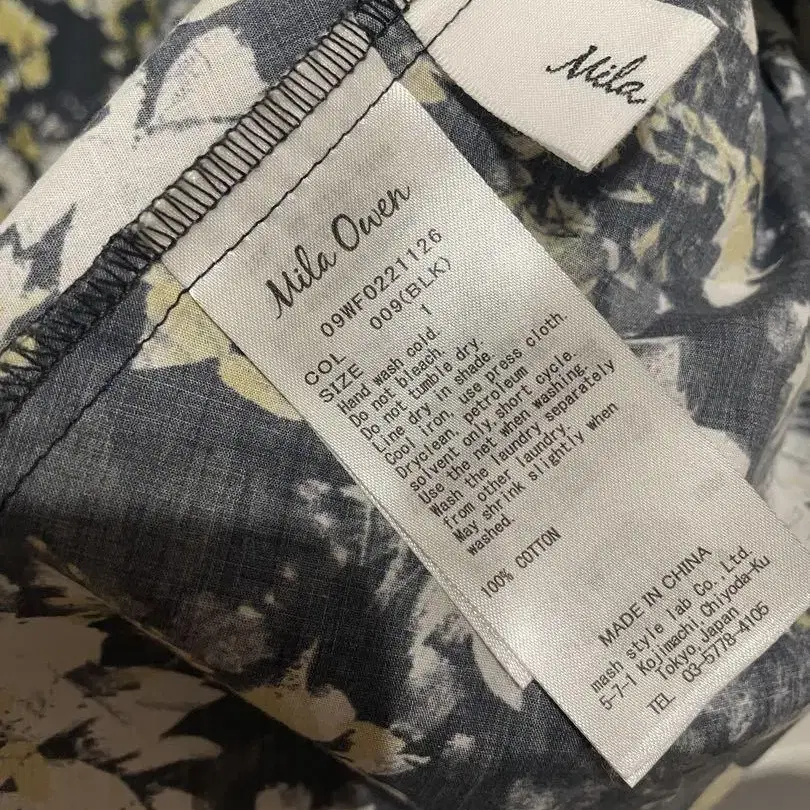 Mila
Mila Owen
09WF0221126
COL 009(BLK)
SIZE 1
Hand wash cold.
Do not bleach.
Do not tumble dry.
Line dry in shade
Cool iron, use press cloth.
Dryclean, petroleum
solvent only,short cycle.
Use the net when washing.
Wash the laundry separately
from other laundry.
May shrink slightly when
washed.
100% COTTON
MADE IN CHINA
mash style lab Co.,Ltd.
5-7-1 Kojimachi,Chiyoda-Ku
Tokyo,Japan
TEL 03-5778-4105